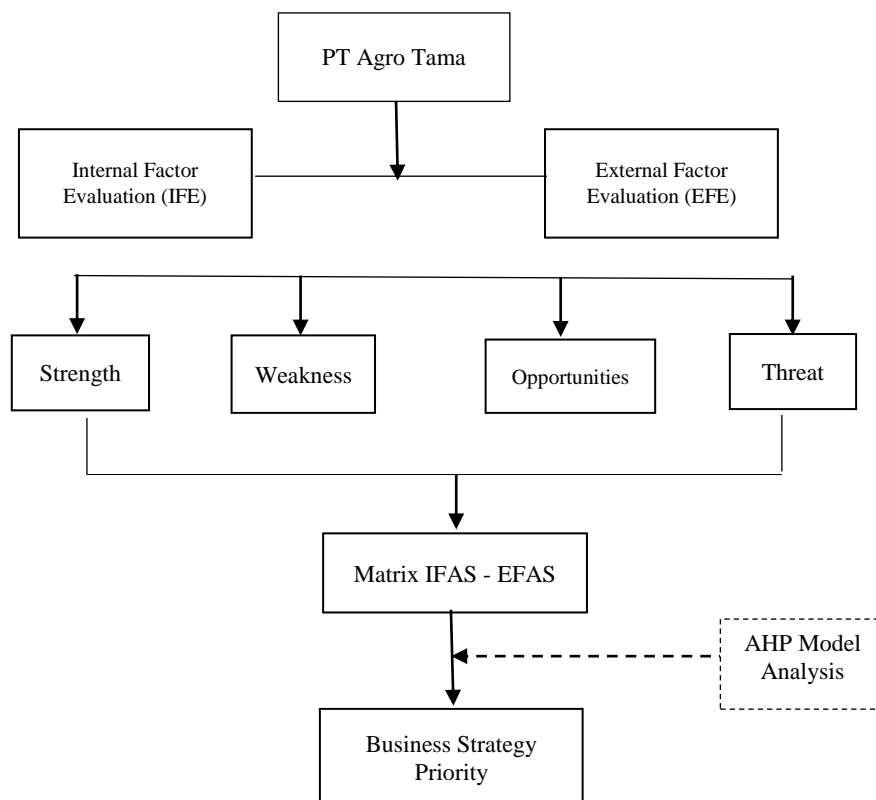 PT Agro Tama
Internal Factor
Evaluation (IFE)
External Factor
Evaluation (EFE)
Strength
Weakness
Opportunities
Threat
Matrix IFAS - EFAS
AHP Model
Analysis
Business Strategy
Priority